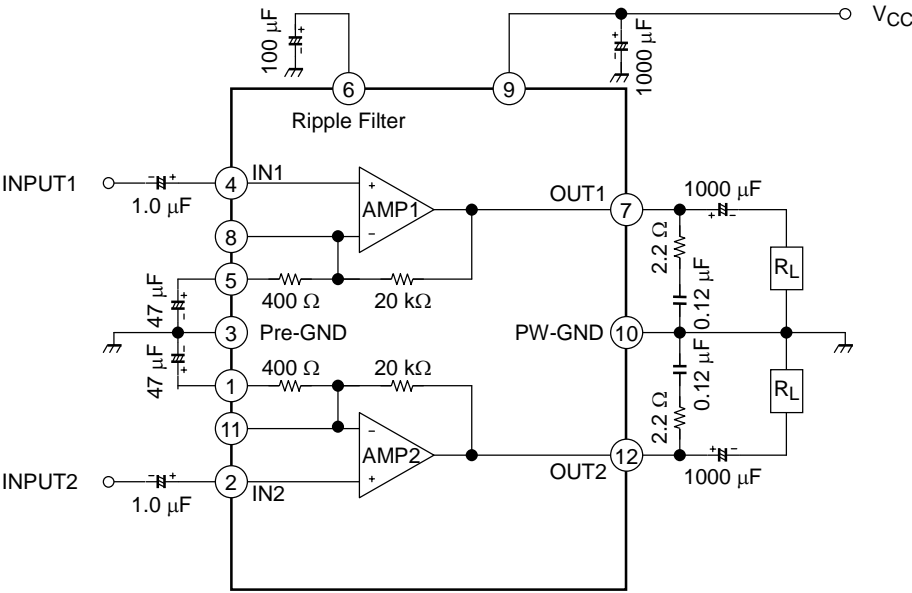 V_CC
100 μF
1000 μF
6
9
Ripple Filter
INPUT1
1.0 μF
4
IN1
+
AMP1
−
OUT1
7
1000 μF
8
5
400 Ω
20 kΩ
2.2 Ω
0.12 μF
R_L
47 μF
3
Pre-GND
PW-GND
10
47 μF
1
400 Ω
20 kΩ
2.2 Ω
0.12 μF
R_L
11
−
AMP2
+
OUT2
12
1000 μF
INPUT2
1.0 μF
2
IN2